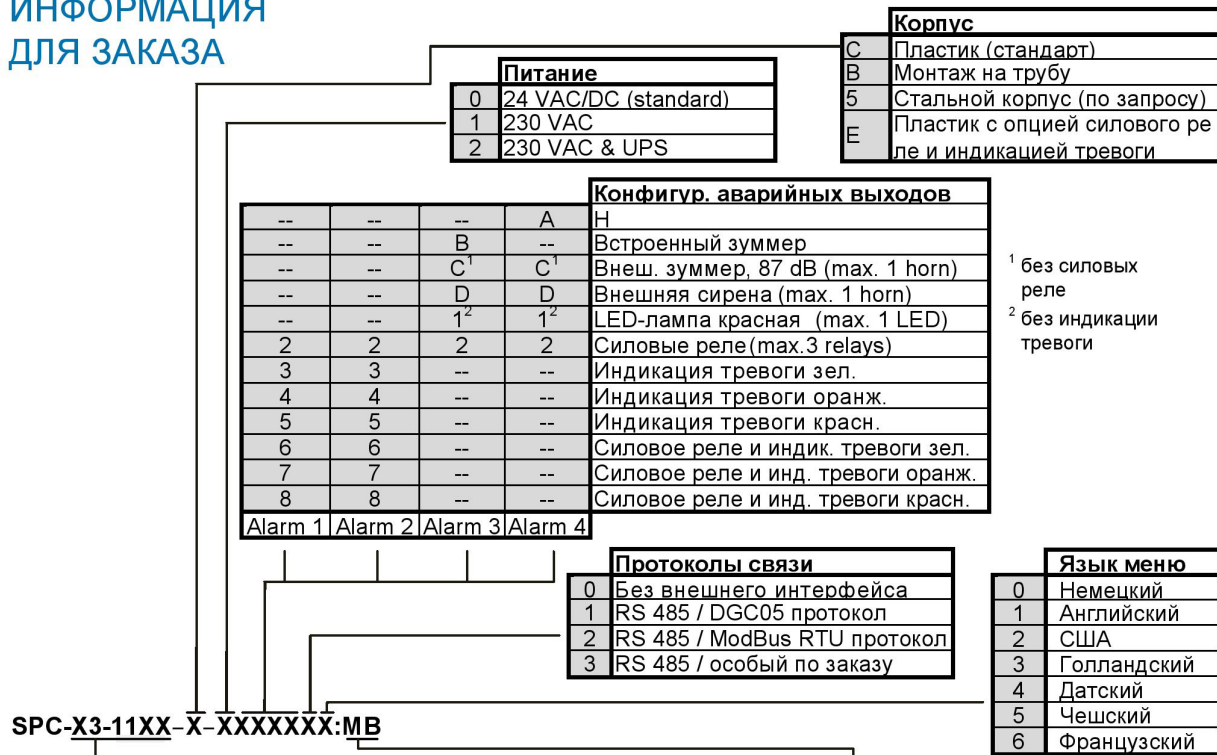 ИНФОРМАЦИЯ
ДЛЯ ЗАКАЗА
Корпус
C Пластик (стандарт)
B Монтаж на трубу
5 Стальной корпус (по запросу)
E Пластик с опцией силового ре
ле и индикацией тревоги
Питание
0 24 VAC/DC (standard)
1 230 VAC
2 230 VAC & UPS
Конфигур. аварийных выходов
-- -- -- A Н
-- -- B -- Встроенный зуммер
-- -- C¹ C¹ Внеш. зуммер, 87 dB (max. 1 horn)
-- -- D D Внешняя сирена (max. 1 horn)
-- -- 1² 1² LED-лампа красная (max. 1 LED)
2 2 2 2 Силовые реле (max.3 relays)
3 3 -- -- Индикация тревоги зел.
4 4 -- -- Индикация тревоги оранж.
5 5 -- -- Индикация тревоги красн.
6 6 -- -- Силовое реле и индик. тревоги зел.
7 7 -- -- Силовое реле и инд. тревоги оранж.
8 8 -- -- Силовое реле и инд. тревоги красн.
Alarm 1 Alarm 2 Alarm 3 Alarm 4
¹ без силовых
реле
² без индикации
тревоги
Протоколы связи
0 Без внешнего интерфейса
1 RS 485 / DGC05 протокол
2 RS 485 / ModBus RTU протокол
3 RS 485 / особый по заказу
Язык меню
0 Немецкий
1 Английский
2 США
3 Голландский
4 Датский
5 Чешский
6 Французский
SPC-X3-11XX-X-XXXXXXX:MB